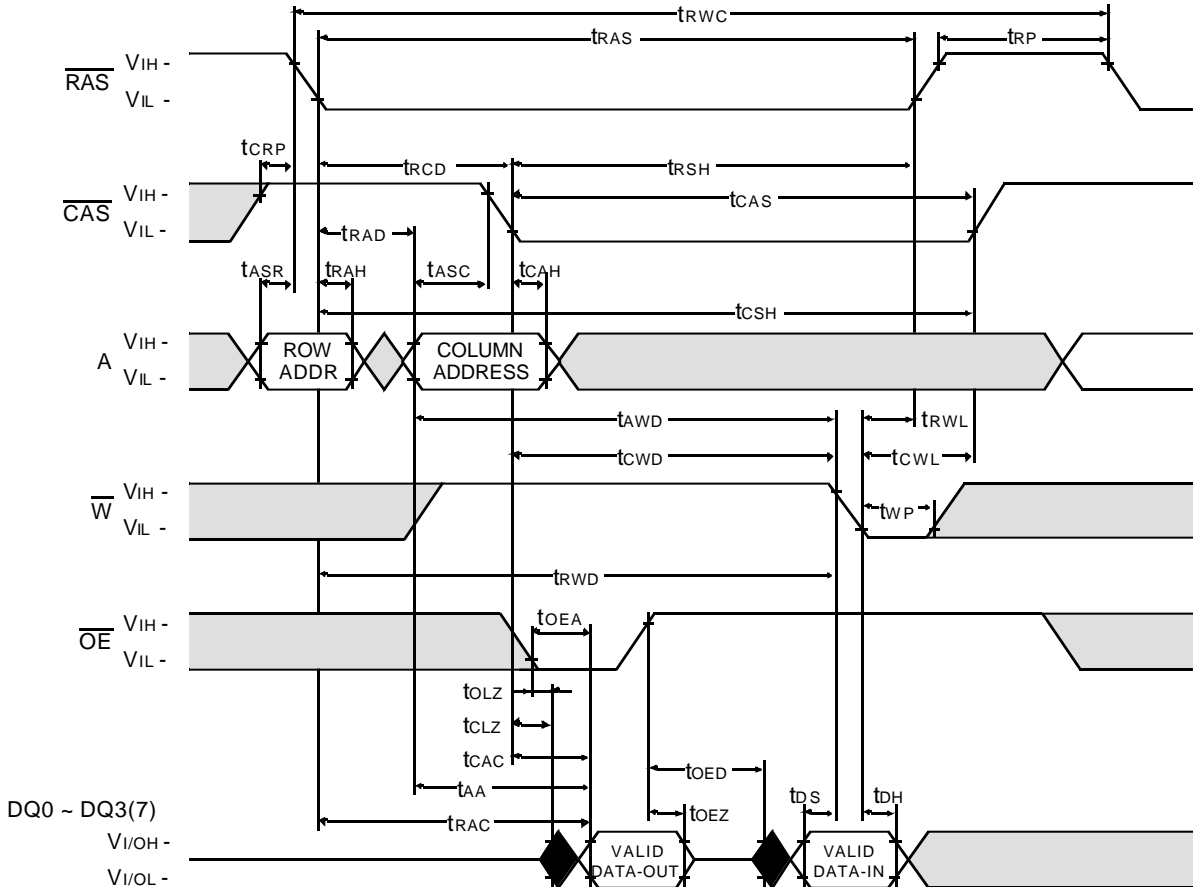 tRWC
tRAS tRP
RAS VIH -
VIL -
tCRP tRCD tRSH
CAS VIH -
VIL -
tCAS
tRAD
tASR tRAH tASC tCAH
tCSH
A VIH -
VIL -
ROW
ADDR
COLUMN
ADDRESS
tAWD tRWL
tCWD tCWL
W VIH -
VIL -
tWP
tRWD
OE VIH -
VIL -
tOEA
tOLZ
tCLZ
tCAC tOED
tAA tDS tDH
tOEZ
DQ0 ~ DQ3(7)
tRAC
VI/OH -
VI/OL -
VALID
DATA-OUT
VALID
DATA-IN